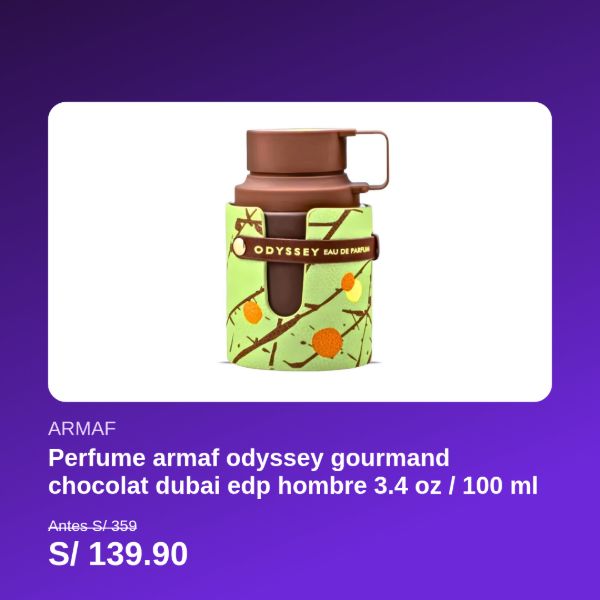 ODYSSEY EAU DE PARFUM
ARMAF
Perfume armaf odyssey gourmand
chocolat dubai edp hombre 3.4 oz / 100 ml
Antes S/ 359
S/ 139.90